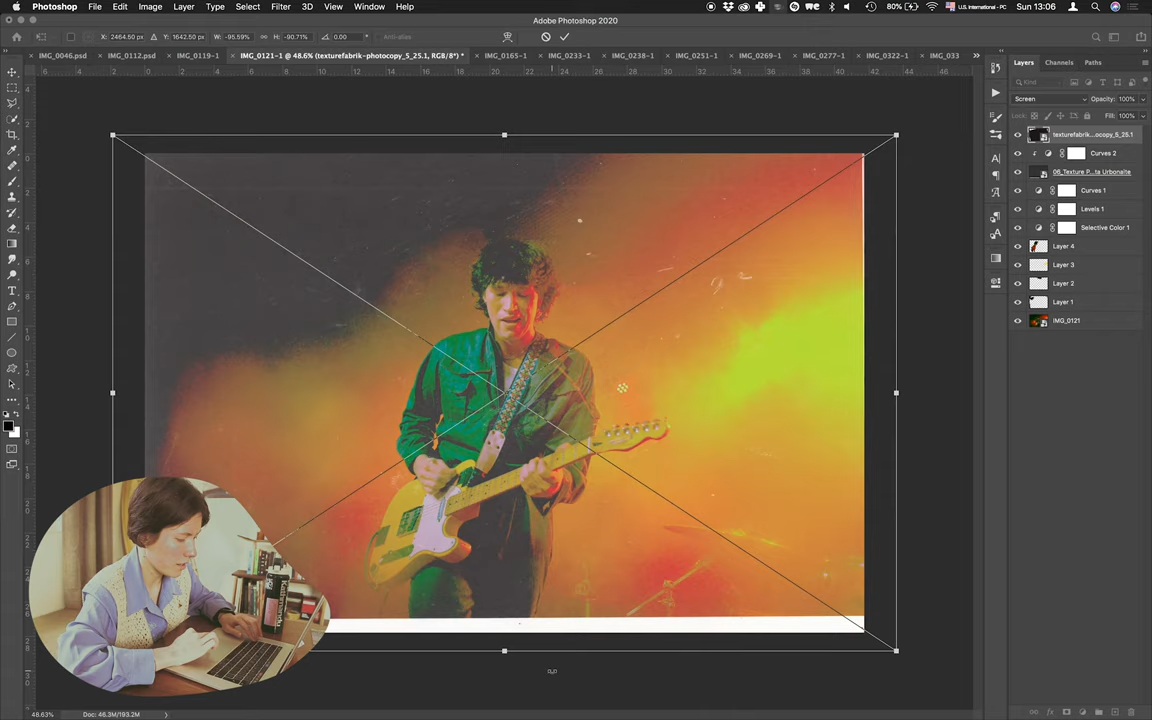 Photoshop File Edit Image Layer Type Select Filter 3D View Window Help 80% U.S. International - PC Sun 13:06
Adobe Photoshop 2020
X: 2464.50 px Y: 1642.50 px W: -95.59% H: -90.71% 0.00 Anti-alias
IMG_0046.psd IMG_0112.psd IMG_0119-1 IMG_0121-1 @ 48.6% (texturefabrik-photocopy_5_25.1, RGB/8*) * IMG_0165-1 IMG_0233-1 IMG_0238-1 IMG_0251-1 IMG_0269-1 IMG_0277-1 IMG_0322-1 IMG_033
Layers Channels Paths
Kind
Screen Opacity: 100%
Lock: Fill: 100%
texturefabrik...ocopy_5_25.1
Curves 2
06_Texture P...ta Urbonaite
Curves 1
Levels 1
Selective Color 1
Layer 4
Layer 3
Layer 2
Layer 1
IMG_0121
Kathmandu
48.63% Doc: 46.3M/193.2M